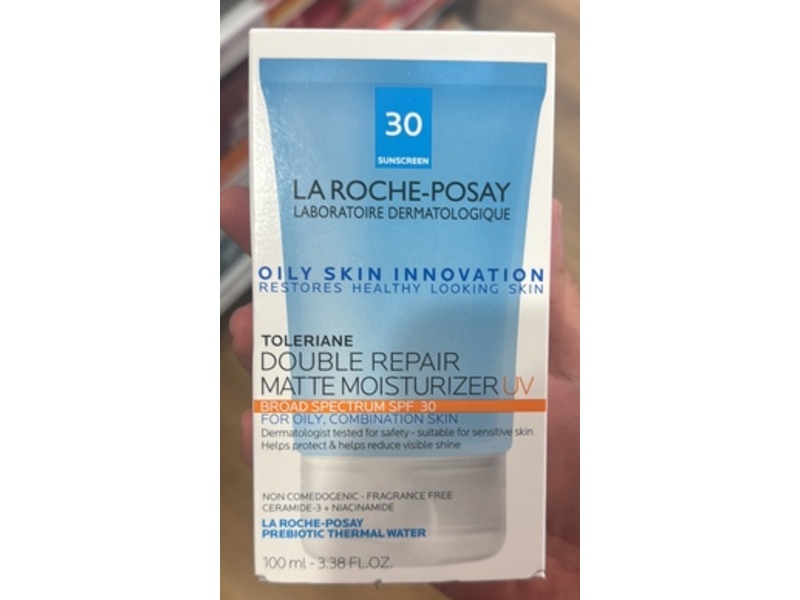 30
SUNSCREEN
LA ROCHE-POSAY
LABORATOIRE DERMATOLOGIQUE
OILY SKIN INNOVATION
RESTORES HEALTHY LOOKING SKIN
TOLERIANE
DOUBLE REPAIR
MATTE MOISTURIZER UV
BROAD SPECTRUM SPF 30
FOR OILY, COMBINATION SKIN
Dermatologist tested for safety - suitable for sensitive skin
Helps protect & helps reduce visible shine
NON COMEDOGENIC - FRAGRANCE FREE
CERAMIDE-3 + NIACINAMIDE
LA ROCHE-POSAY
PREBIOTIC THERMAL WATER
100 ml - 3.38 FL.OZ.